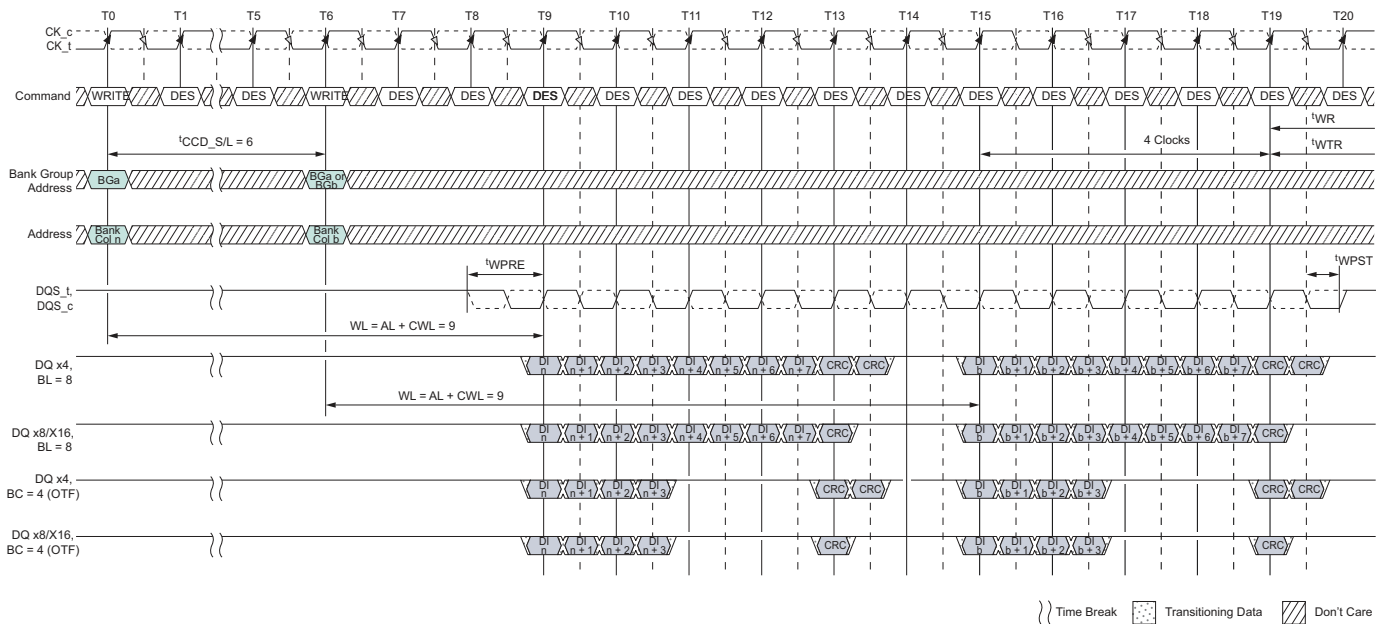 T0 T1 T5 T6 T7 T8 T9 T10 T11 T12 T13 T14 T15 T16 T17 T18 T19 T20
CK_c
CK_t
Command WRITE DES DES WRITE DES DES DES DES DES DES DES DES DES DES DES DES DES DES
tWR
tCCD_S/L = 6
4 Clocks
tWTR
Bank Group
Address
BGa
BGa or
BGb
Address
Bank
Col n
Bank
Col b
tWPRE
tWPST
DQS_t,
DQS_c
WL = AL + CWL = 9
DQ x4,
BL = 8
DI n DI n + 1 DI n + 2 DI n + 3 DI n + 4 DI n + 5 DI n + 6 DI n + 7 CRC CRC DI b DI b + 1 DI b + 2 DI b + 3 DI b + 4 DI b + 5 DI b + 6 DI b + 7 CRC CRC
WL = AL + CWL = 9
DQ x8/X16,
BL = 8
DI n DI n + 1 DI n + 2 DI n + 3 DI n + 4 DI n + 5 DI n + 6 DI n + 7 CRC DI b DI b + 1 DI b + 2 DI b + 3 DI b + 4 DI b + 5 DI b + 6 DI b + 7 CRC
DQ x4,
BC = 4 (OTF)
DI n DI n + 1 DI n + 2 DI n + 3 CRC CRC DI b DI b + 1 DI b + 2 DI b + 3 CRC CRC
DQ x8/X16,
BC = 4 (OTF)
DI n DI n + 1 DI n + 2 DI n + 3 CRC DI b DI b + 1 DI b + 2 DI b + 3 CRC
Time Break Transitioning Data Don't Care